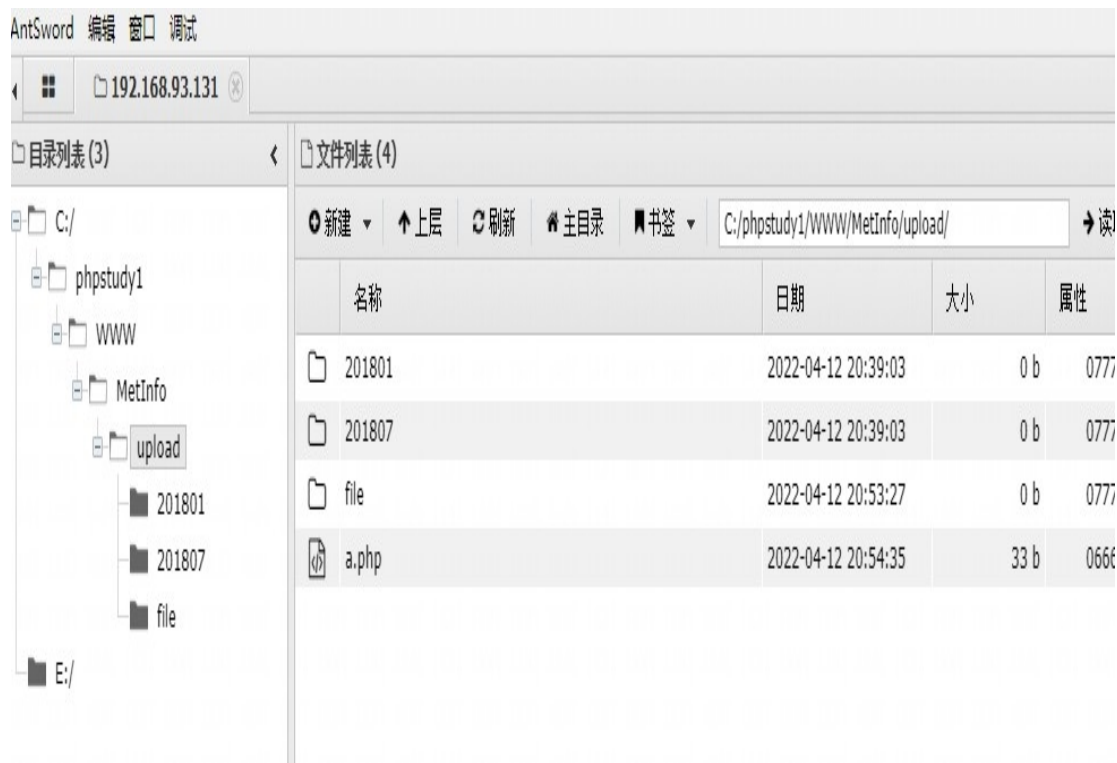 AntSword 编辑 窗口 调试
192.168.93.131
目录列表(3)
C:/
phpstudy1
WWW
MetInfo
upload
201801
201807
file
E:/
文件列表(4)
新建 上层 刷新 主目录 书签 C:/phpstudy1/WWW/MetInfo/upload/
名称 日期 大小 属性
201801 2022-04-12 20:39:03 0 b 0777
201807 2022-04-12 20:39:03 0 b 0777
file 2022-04-12 20:53:27 0 b 0777
a.php 2022-04-12 20:54:35 33 b 0666